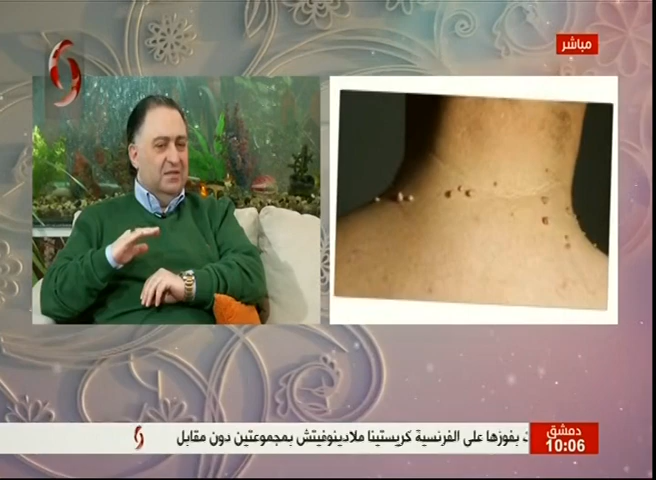 مباشر
بفوزها على الفرنسية كريستينا ملادينوفيتش بمجموعتين دون مقابل
دمشق
10:06